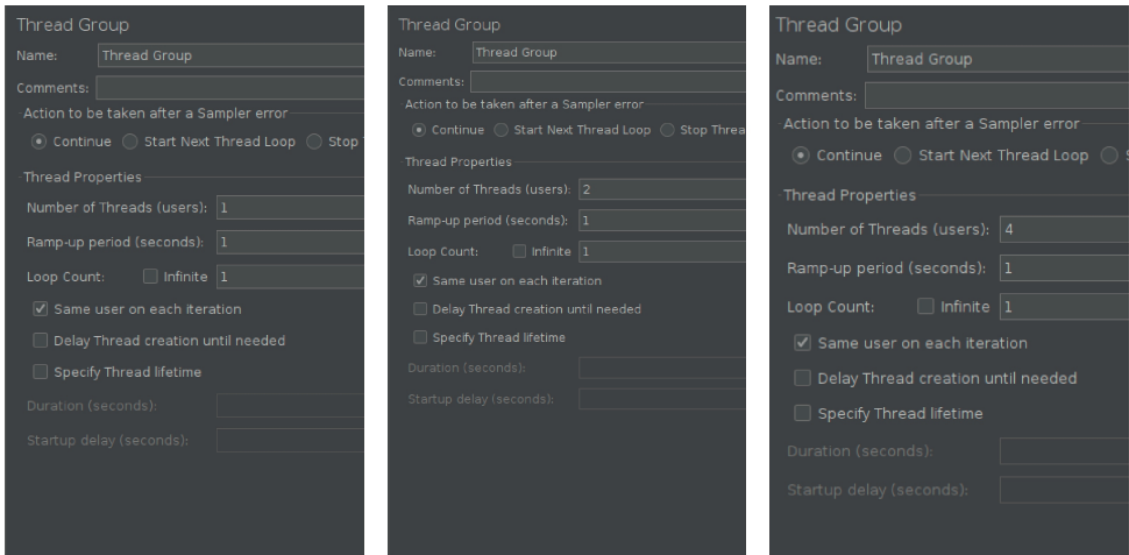 Thread Group
Name: Thread Group
Comments:
Action to be taken after a Sampler error
Continue Start Next Thread Loop Stop
Thread Properties
Number of Threads (users): 1
Ramp-up period (seconds): 1
Loop Count: Infinite 1
Same user on each iteration
Delay Thread creation until needed
Specify Thread lifetime
Duration (seconds):
Startup delay (seconds):
Thread Group
Name: Thread Group
Comments:
Action to be taken after a Sampler error
Continue Start Next Thread Loop Stop Threa
Thread Properties
Number of Threads (users): 2
Ramp-up period (seconds): 1
Loop Count: Infinite 1
Same user on each iteration
Delay Thread creation until needed
Specify Thread lifetime
Duration (seconds):
Startup delay (seconds):
Thread Group
Name: Thread Group
Comments:
Action to be taken after a Sampler error
Continue Start Next Thread Loop
Thread Properties
Number of Threads (users): 4
Ramp-up period (seconds): 1
Loop Count: Infinite 1
Same user on each iteration
Delay Thread creation until needed
Specify Thread lifetime
Duration (seconds):
Startup delay (seconds):